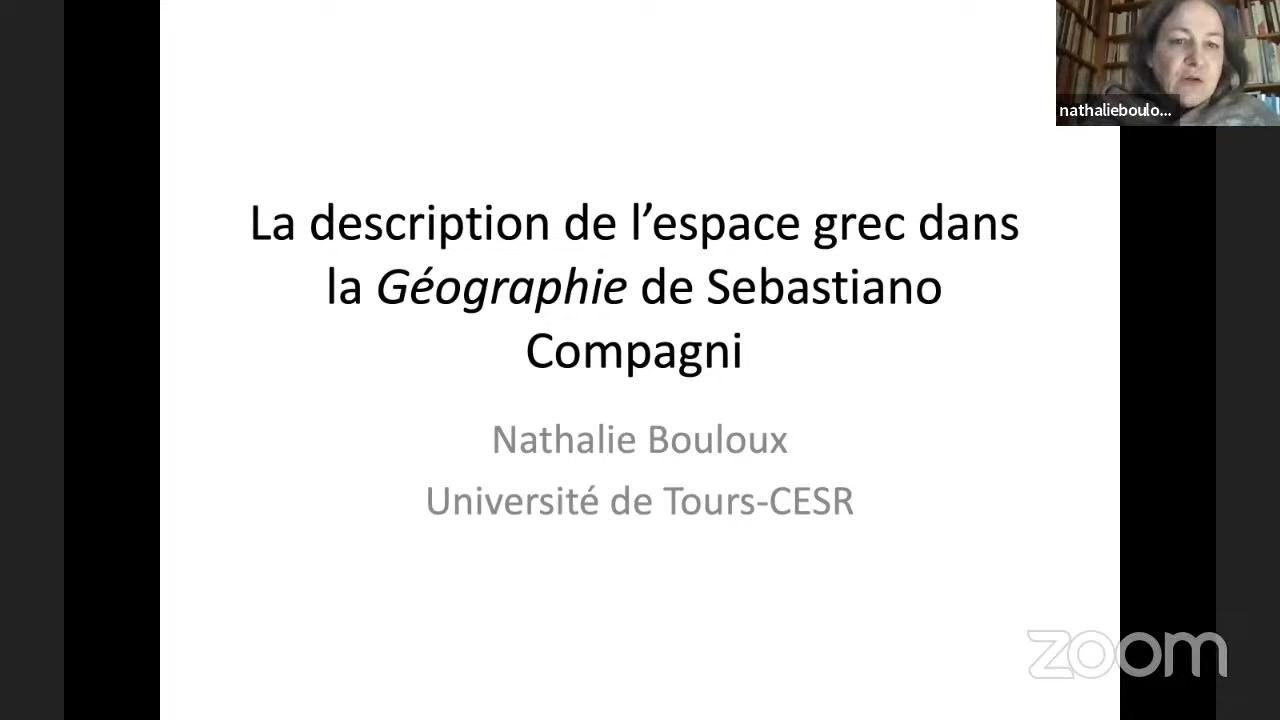 nathalieboulo...
La description de l’espace grec dans
la Géographie de Sebastiano
Compagni
Nathalie Bouloux
Université de Tours-CESR
zoom